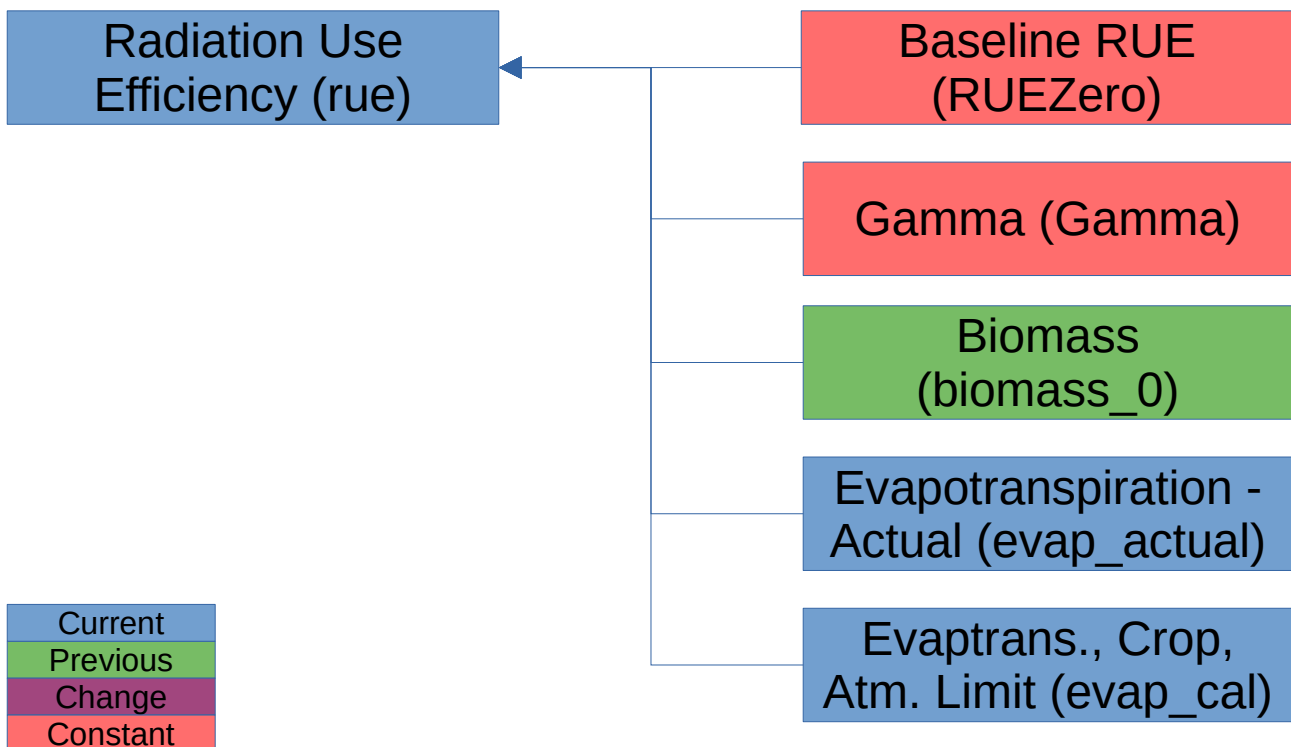 Radiation Use
Efficiency (rue)
Baseline RUE
(RUEZero)
Gamma (Gamma)
Biomass
(biomass_0)
Evapotranspiration -
Actual (evap_actual)
Evaptrans., Crop,
Atm. Limit (evap_cal)
Current
Previous
Change
Constant